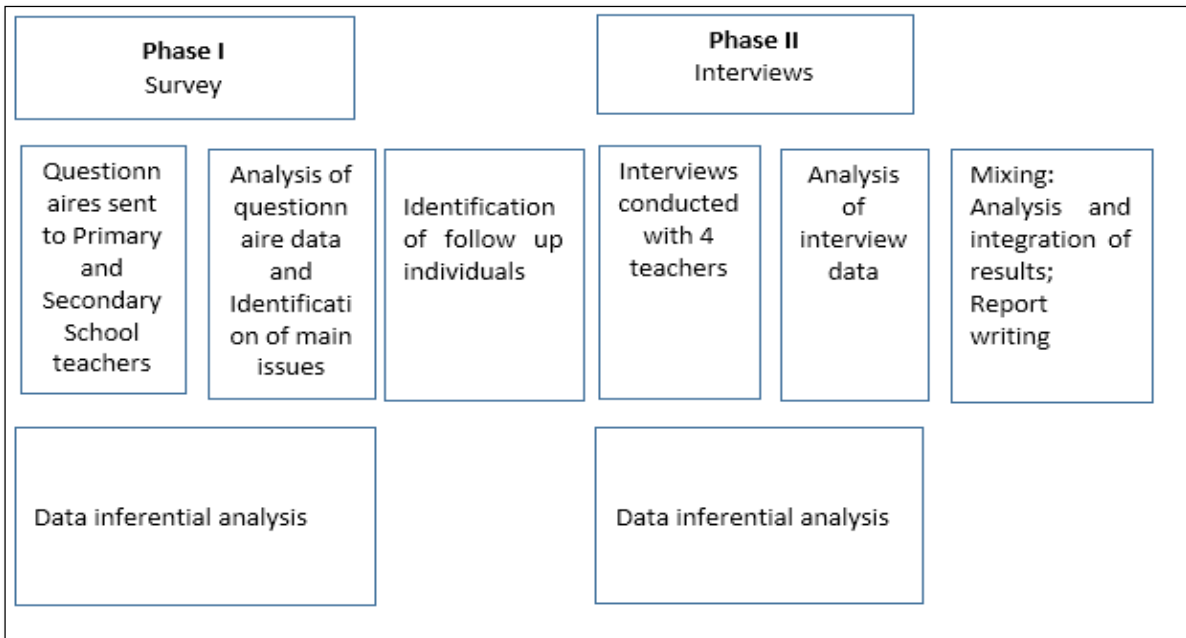 Phase I
Survey
Phase II
Interviews
Questionn
aires sent
to Primary
and
Secondary
School
teachers
Analysis of
questionn
aire data
and
Identificati
on of main
issues
Identification
of follow up
individuals
Interviews
conducted
with 4
teachers
Analysis
of
interview
data
Mixing:
Analysis and
integration of
results;
Report
writing
Data inferential analysis
Data inferential analysis